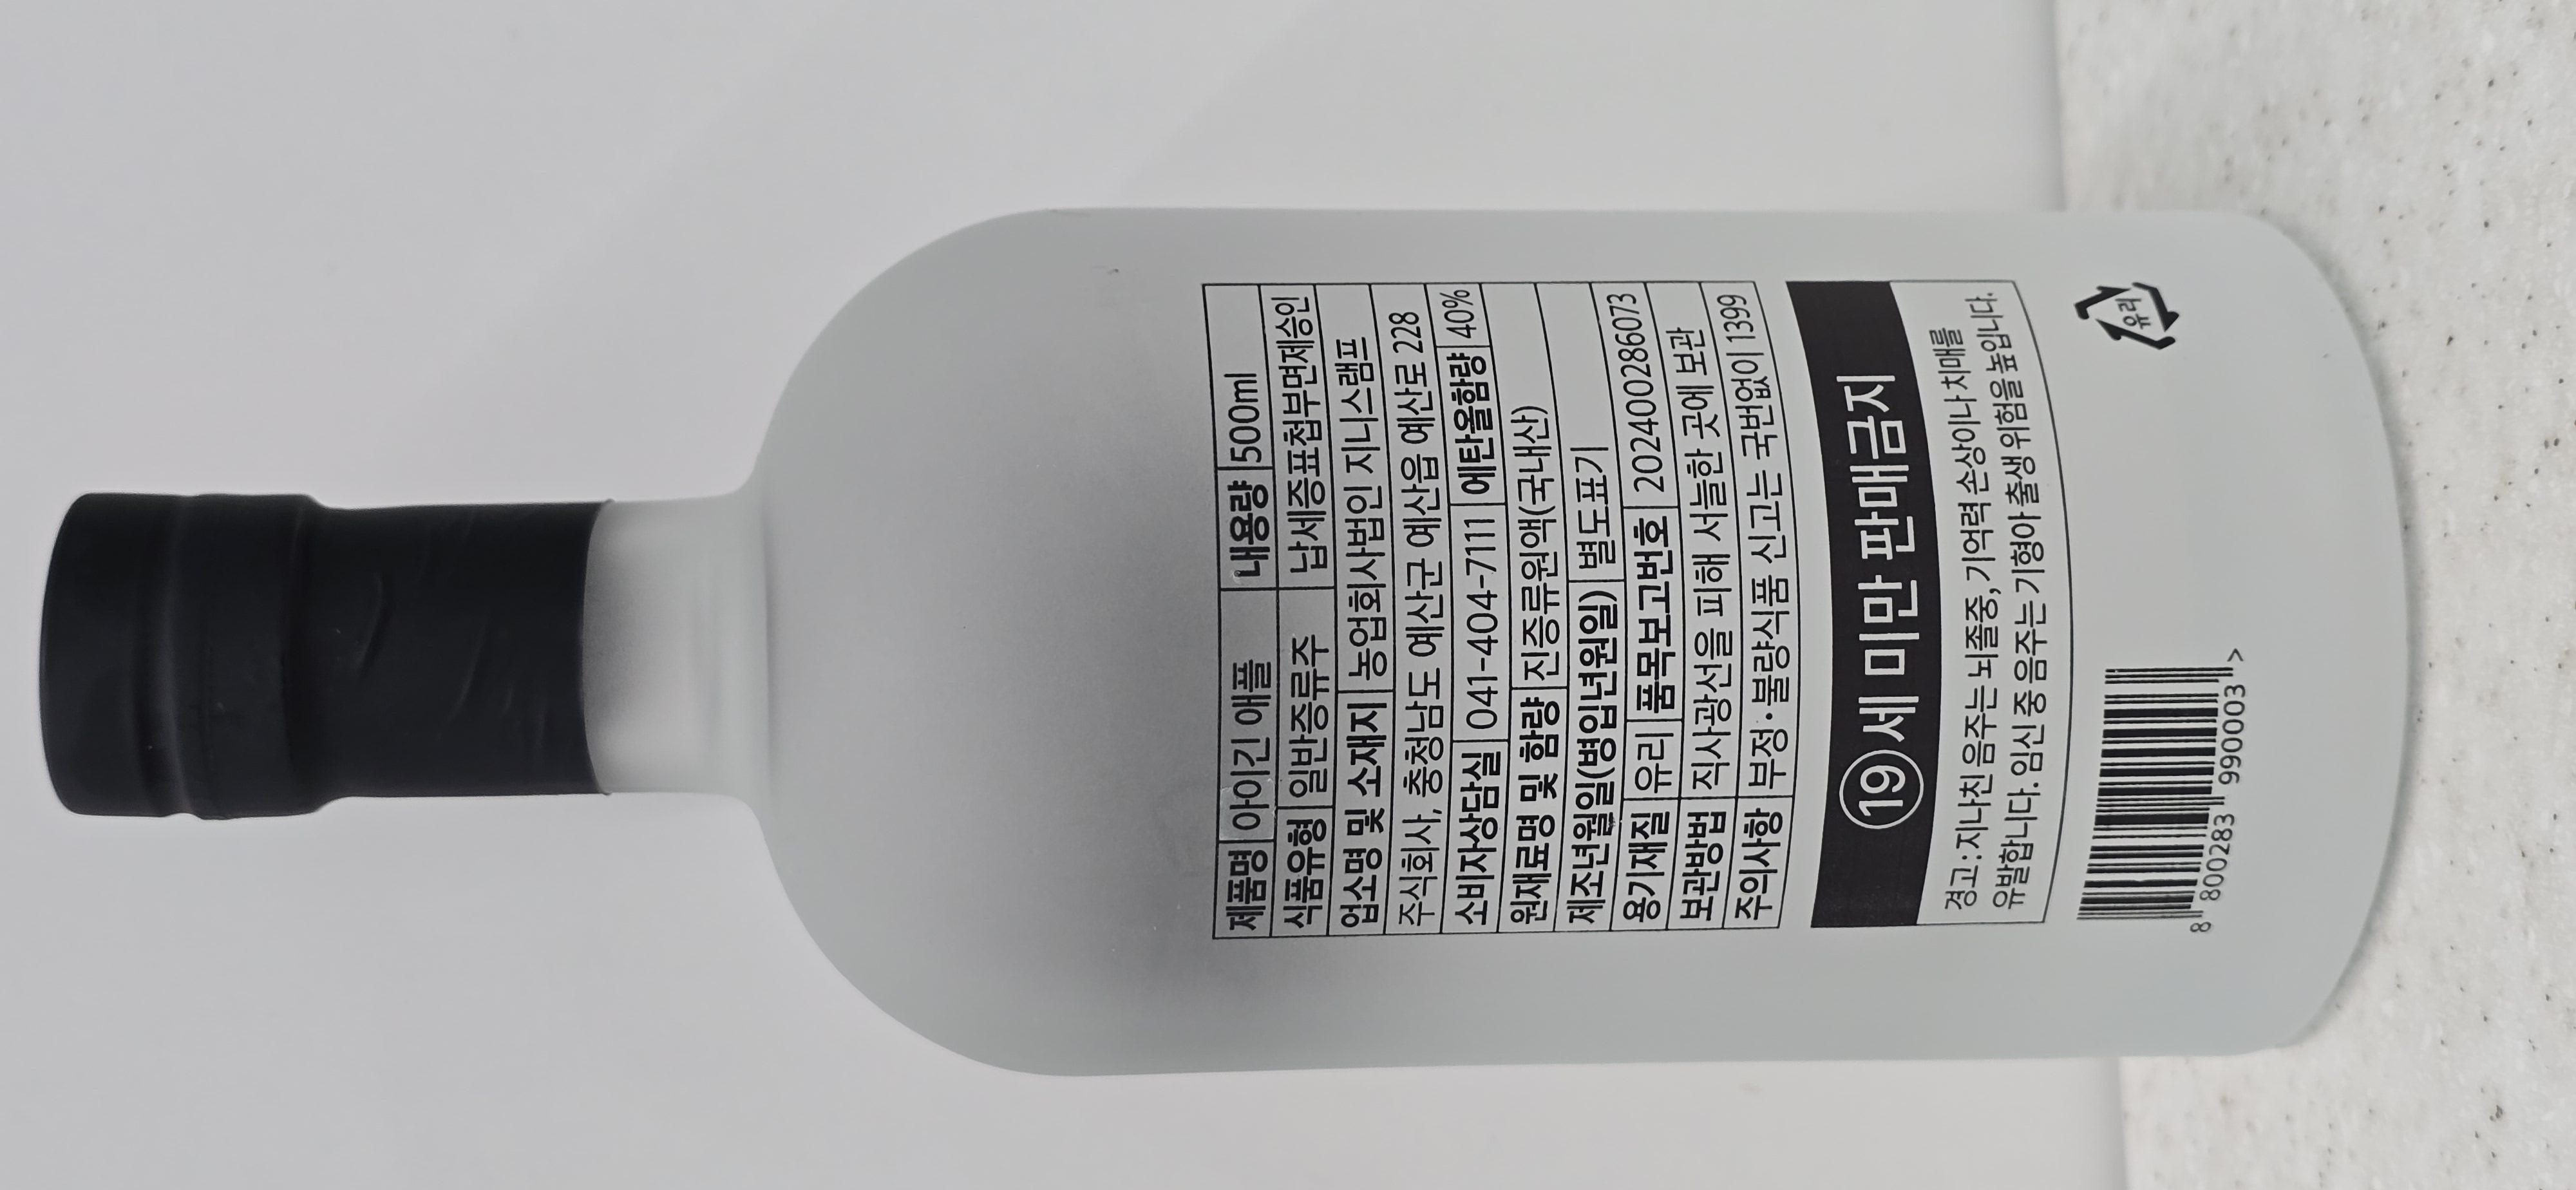 제품명 아이긴 애플 내용량 500ml
식품유형 일반증류주 납세증표첩부면제승인
업소명 및 소재지 농업회사법인 지니스램프
주식회사, 충청남도 예산군 예산읍 예산로 228
소비자상담실 041-404-7111 에탄올함량 40%
원재료명 및 함량 진증류원액(국내산)
제조년월일(병입년원일) 별도표기
용기재질 유리 품목보고번호 202400286073
보관방법 직사광선을 피해 서늘한 곳에 보관
주의사항 부정·불량식품 신고는 국번없이 1399
19세 미만 판매금지
경고 : 지나친 음주는 뇌졸중, 기억력 손상이나 치매를
유발합니다. 임신 중 음주는 기형아 출생 위험을 높입니다.
8 800283 990003 >
유리